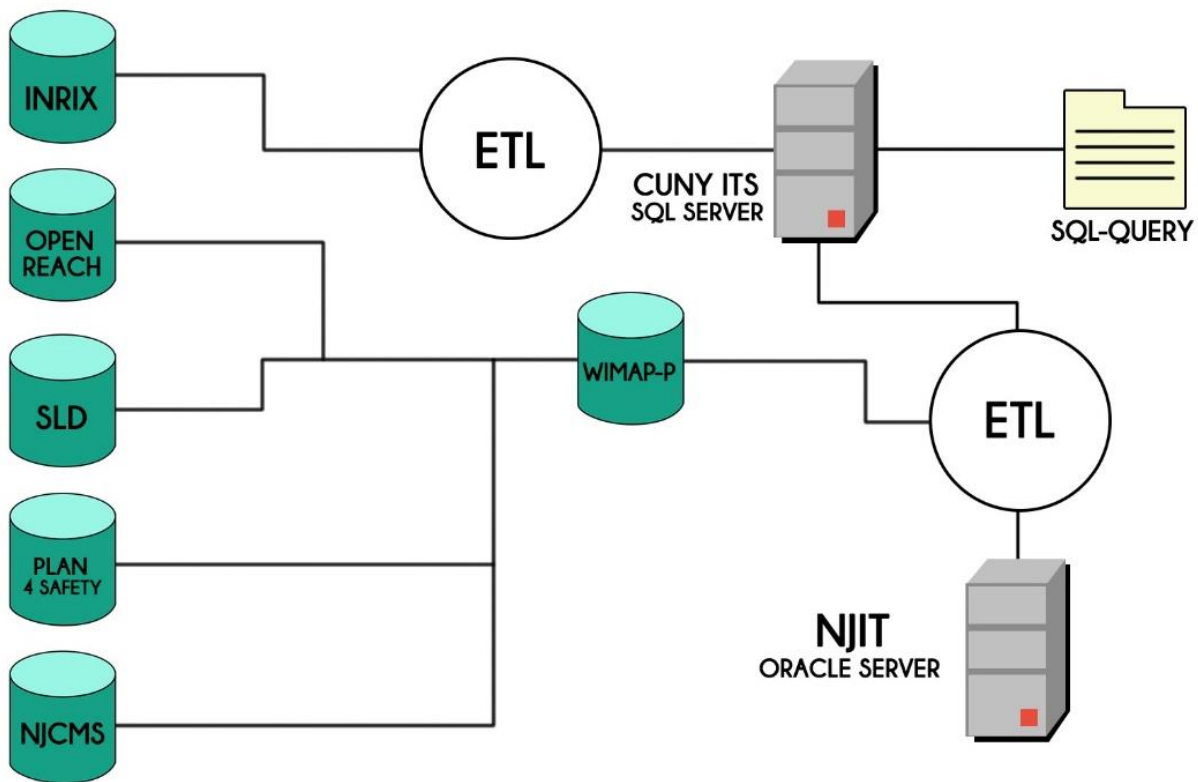 INRIX
ETL
CUNY ITS
SQL SERVER
SQL-QUERY
OPEN
REACH
SLD
WIMAP-P
ETL
PLAN
4 SAFETY
NJIT
ORACLE SERVER
NJCMS